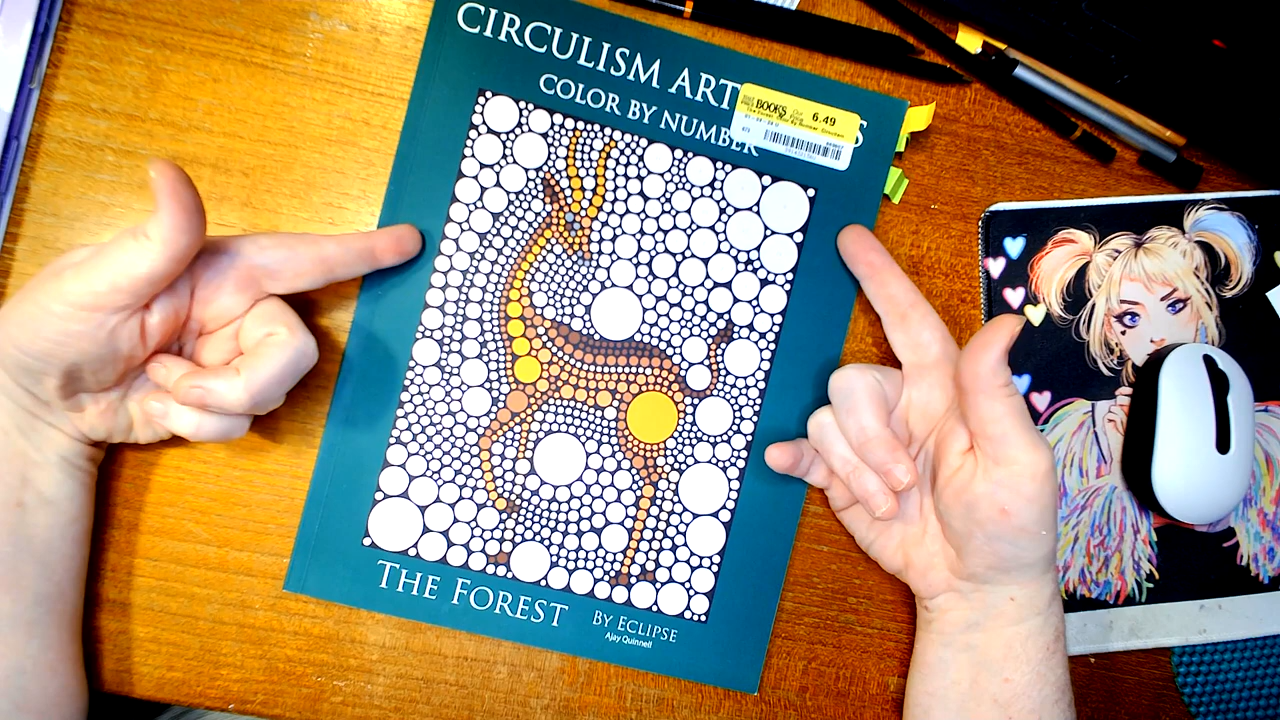 CIRCULISM ART
COLOR BY NUMBER
BOOKS
6.49
THE FOREST
BY ECLIPSE
Ajay Quinnell